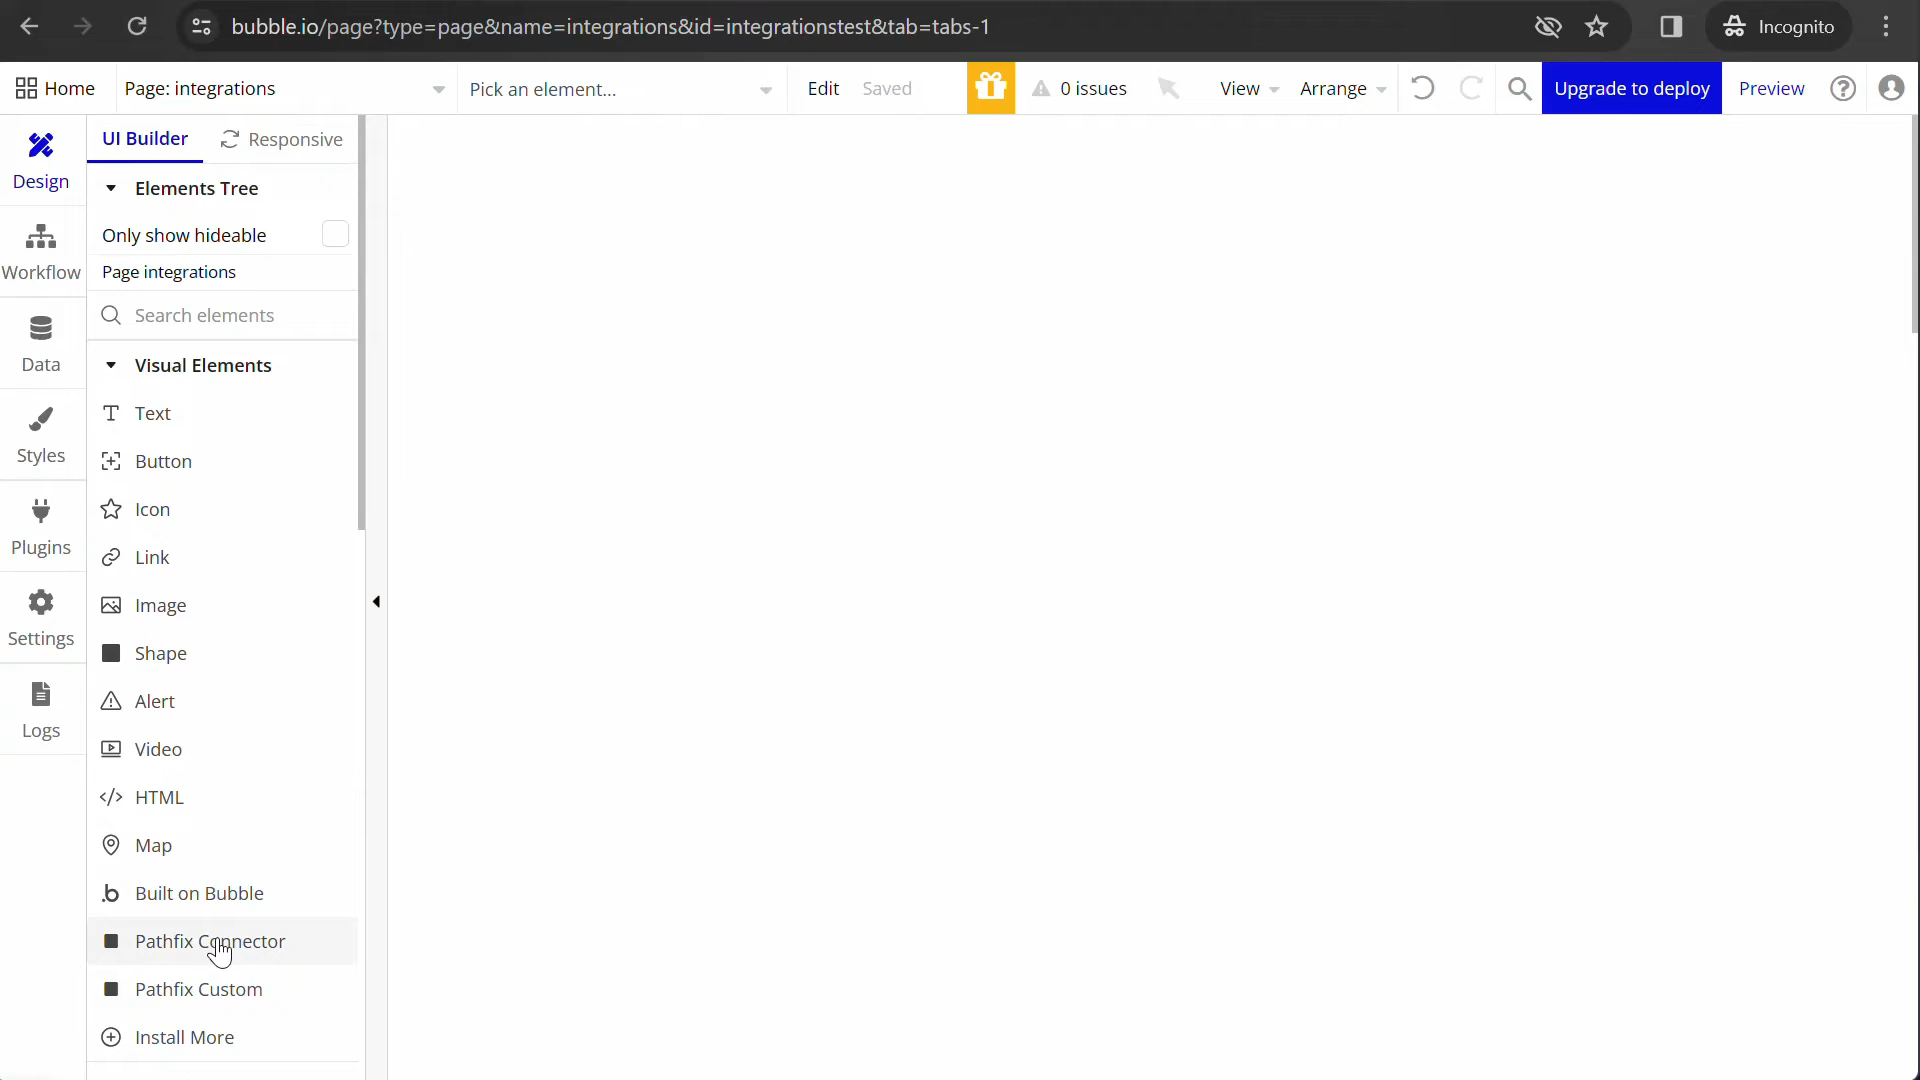 bubble.io/page?type=page&name=integrations&id=integrationstest&tab=tabs-1
Incognito
Home
Page: integrations
Pick an element...
Edit
Saved
0 issues
View
Arrange
Upgrade to deploy
Preview
Design
Workflow
Data
Styles
Plugins
Settings
Logs
UI Builder
Responsive
Elements Tree
Only show hideable
Page integrations
Search elements
Visual Elements
Text
Button
Icon
Link
Image
Shape
Alert
Video
HTML
Map
Built on Bubble
Pathfix Connector
Pathfix Custom
Install More